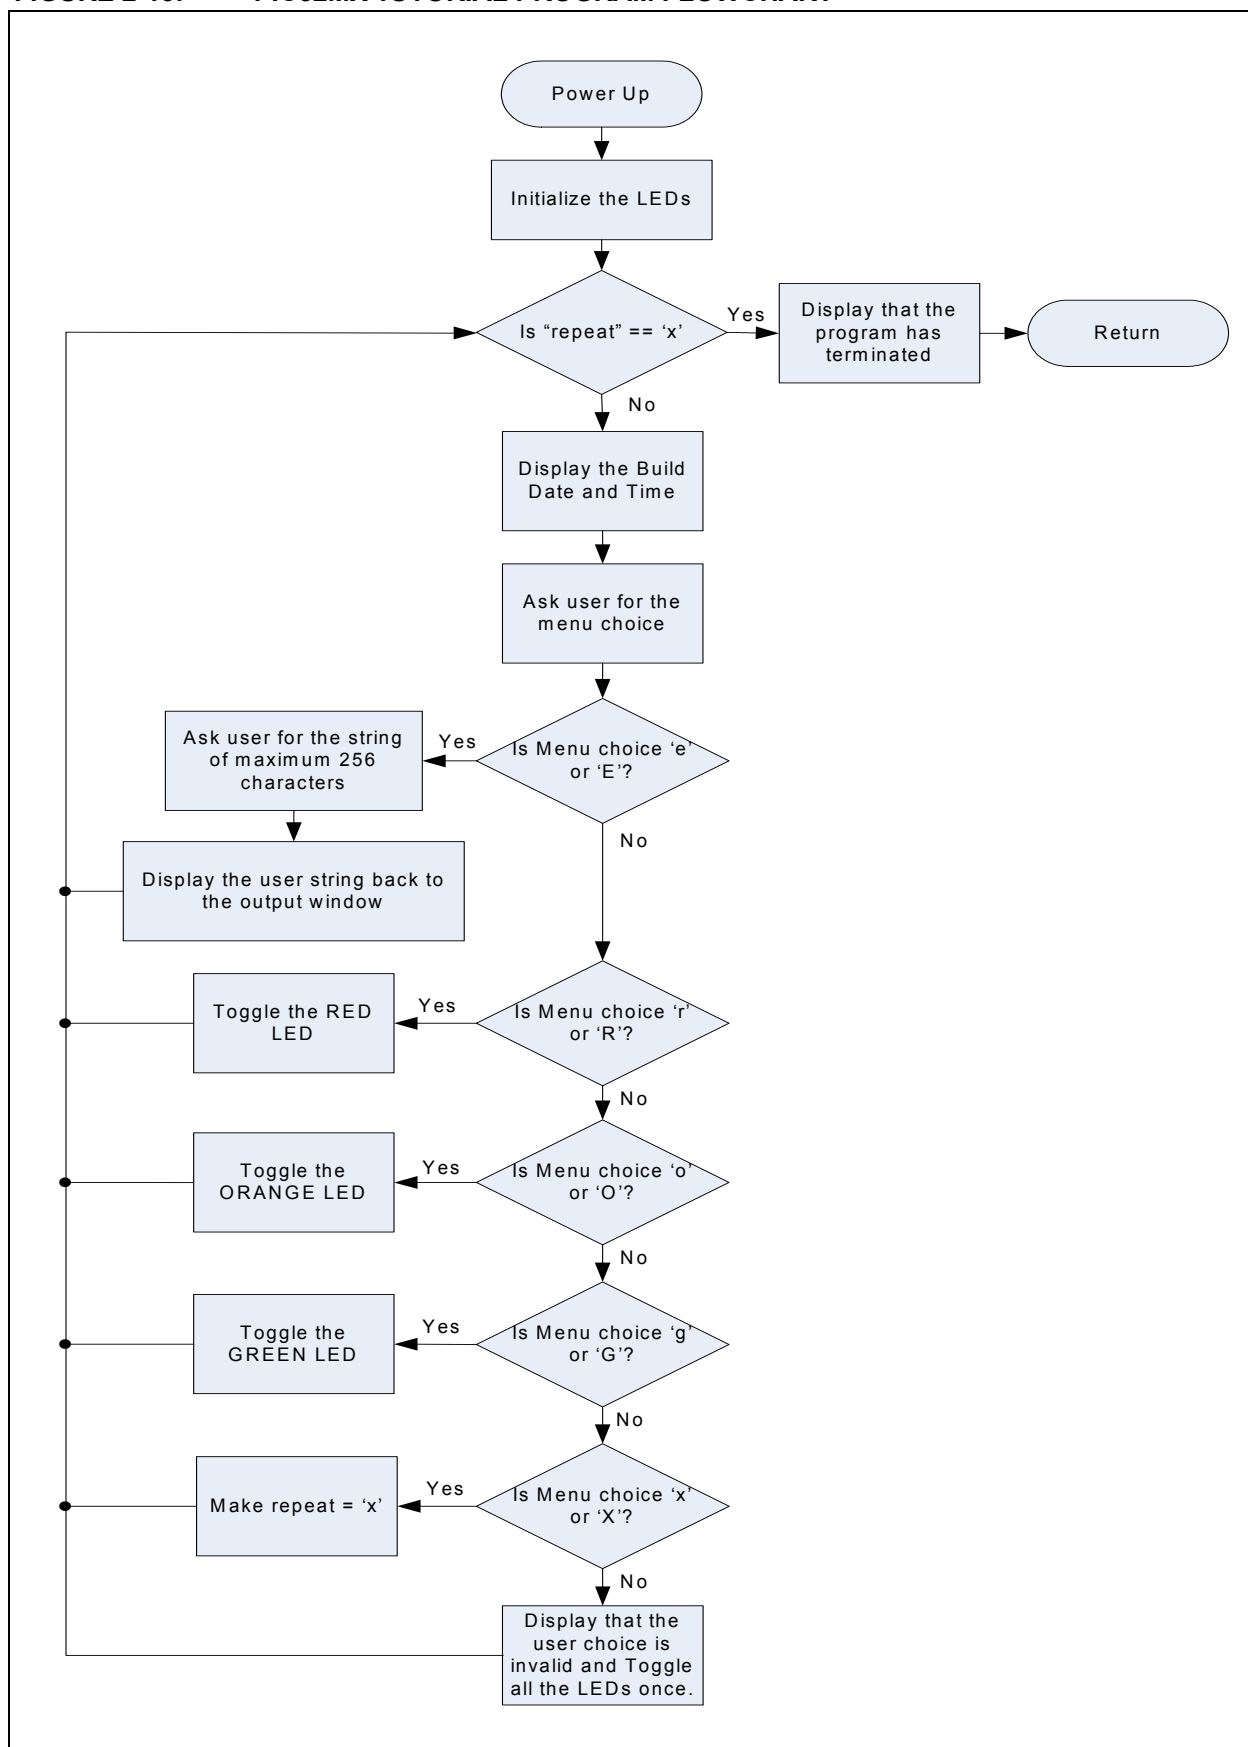 Power Up
Initialize the LEDs
Is “repeat” == ‘x’
Yes
Display that the
program has
terminated
Return
No
Display the Build
Date and Time
Ask user for the
menu choice
Is Menu choice ‘e’
or ‘E’?
Yes
Ask user for the string
of maximum 256
characters
Display the user string back to
the output window
No
Is Menu choice ‘r’
or ‘R’?
Yes
Toggle the RED
LED
No
Is Menu choice ‘o’
or ‘O’?
Yes
Toggle the
ORANGE LED
No
Is Menu choice ‘g’
or ‘G’?
Yes
Toggle the
GREEN LED
No
Is Menu choice ‘x’
or ‘X’?
Yes
Make repeat = ‘x’
No
Display that the
user choice is
invalid and Toggle
all the LEDs once.